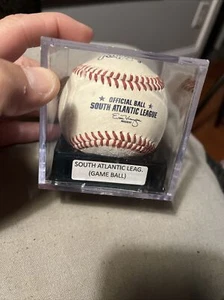 OFFICIAL BALL
SOUTH ATLANTIC LEAGUE
SOUTH ATLANTIC LEAG.
(GAME BALL)